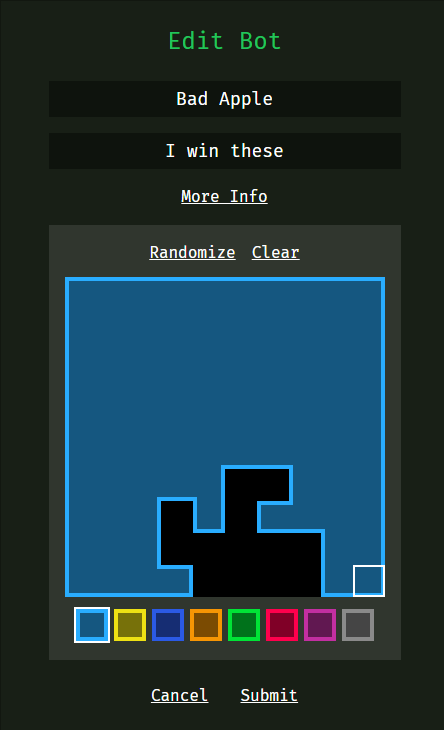 Edit Bot
Bad Apple
I win these
More Info
Randomize Clear
Cancel Submit